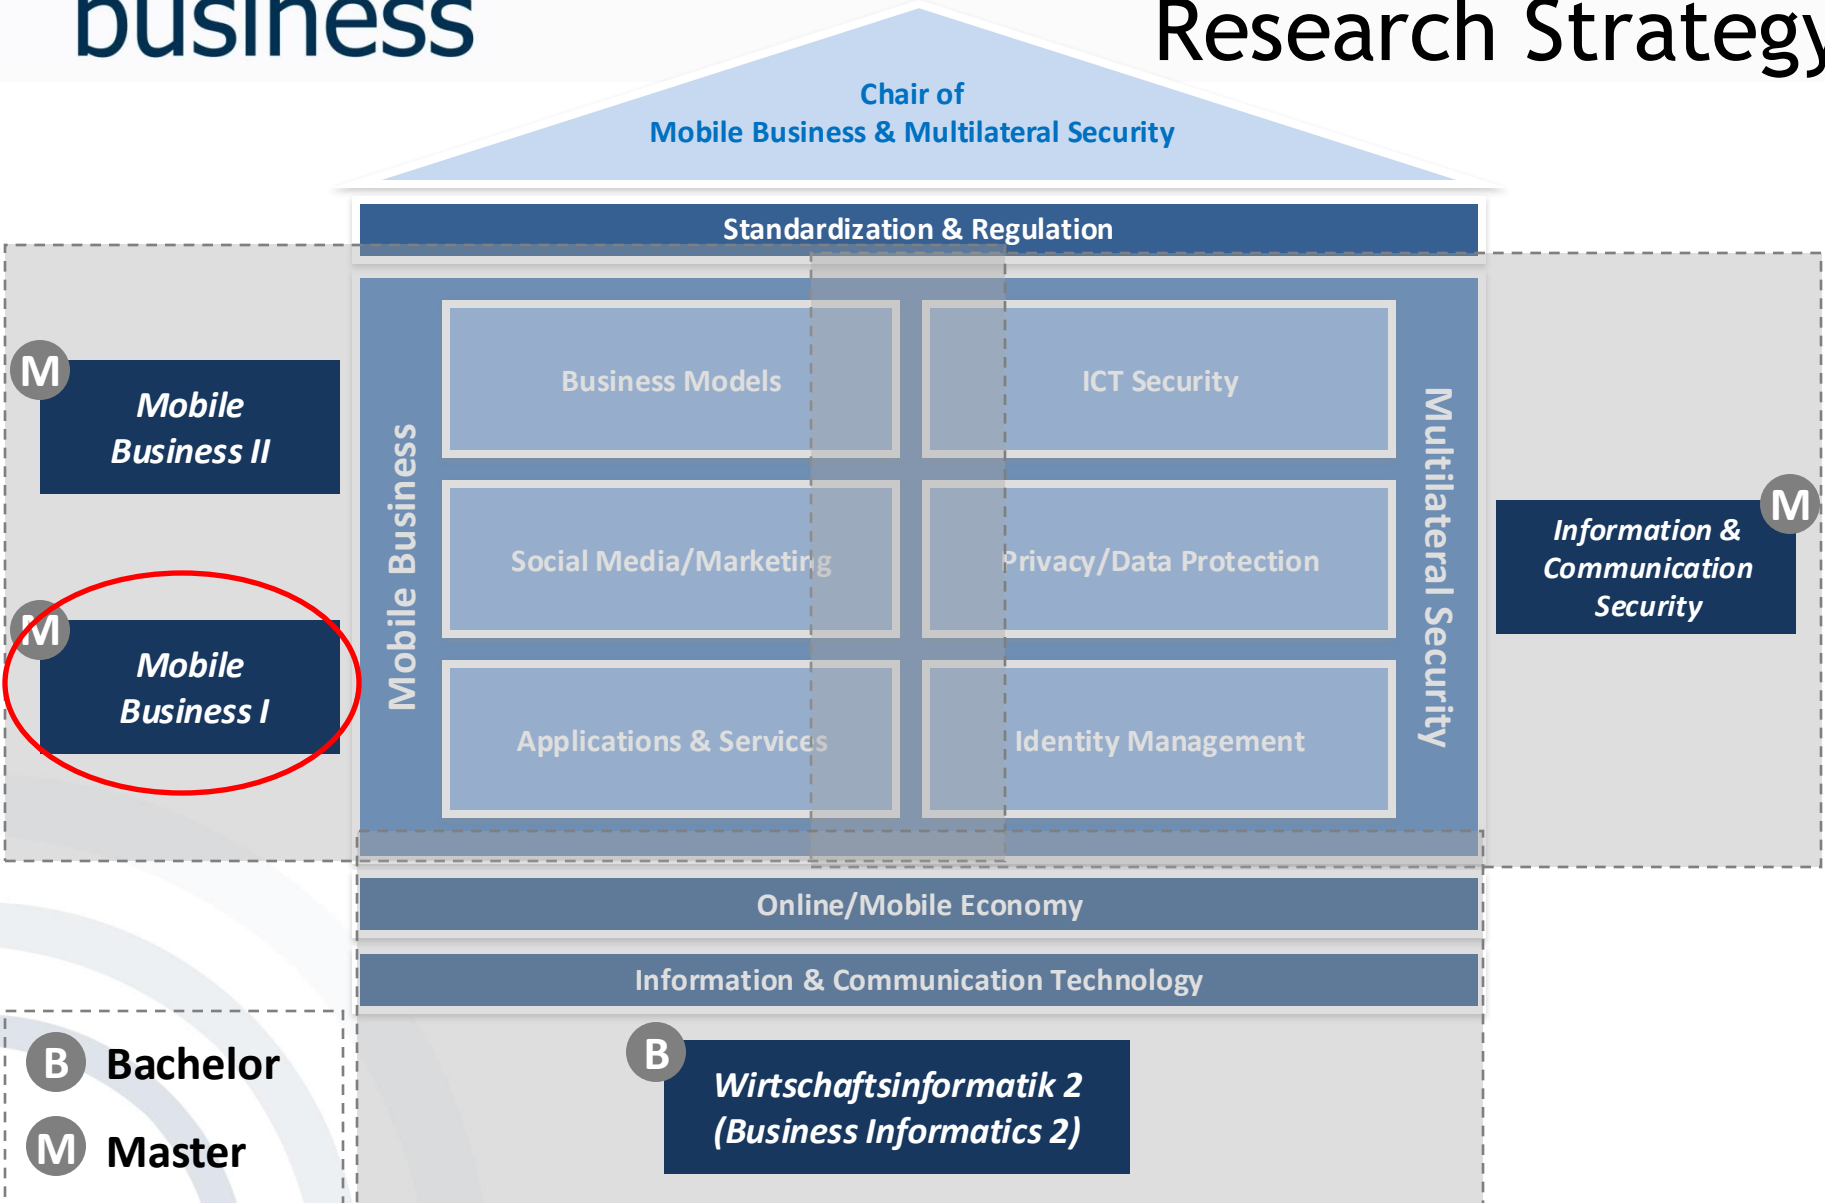 business
Research Strategy
Chair of
Mobile Business & Multilateral Security
Standardization & Regulation
M
Mobile
Business II
M
Mobile
Business I
Mobile Business
Business Models
ICT Security
Social Media/Marketing
Privacy/Data Protection
Applications & Services
Identity Management
Multilateral Security
M
Information &
Communication
Security
Online/Mobile Economy
Information & Communication Technology
B
Wirtschaftsinformatik 2
(Business Informatics 2)
B Bachelor
M Master